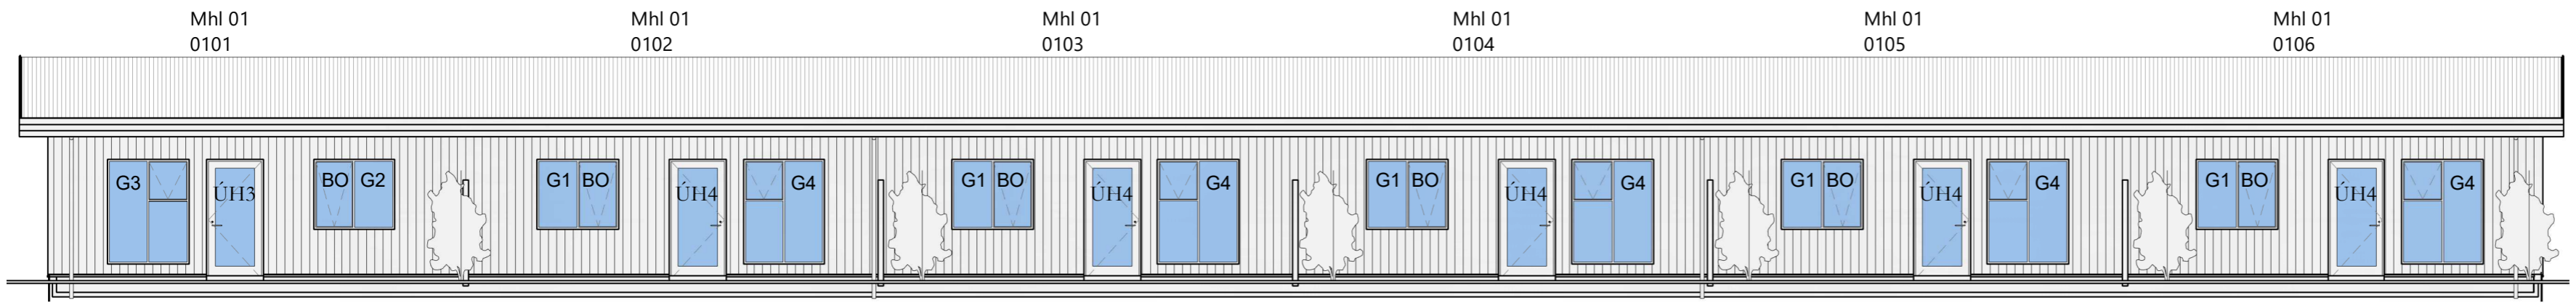 Mhl 01
0101
Mhl 01
0102
Mhl 01
0103
Mhl 01
0104
Mhl 01
0105
Mhl 01
0106
G3
ÚH3
BO G2
G1 BO
ÚH4
G4
G1 BO
ÚH4
G4
G1 BO
ÚH4
G4
G1 BO
ÚH4
G4
G1 BO
ÚH4
G4